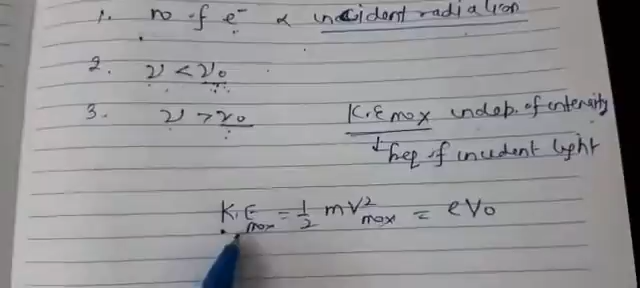 1. no of e⁻ ∝ incident radiation
2. ν < ν₀
3. ν > ν₀ K.E max indep. of intensity
↓ freq of incident light
K.E max = 1/2 mV²max = eV₀